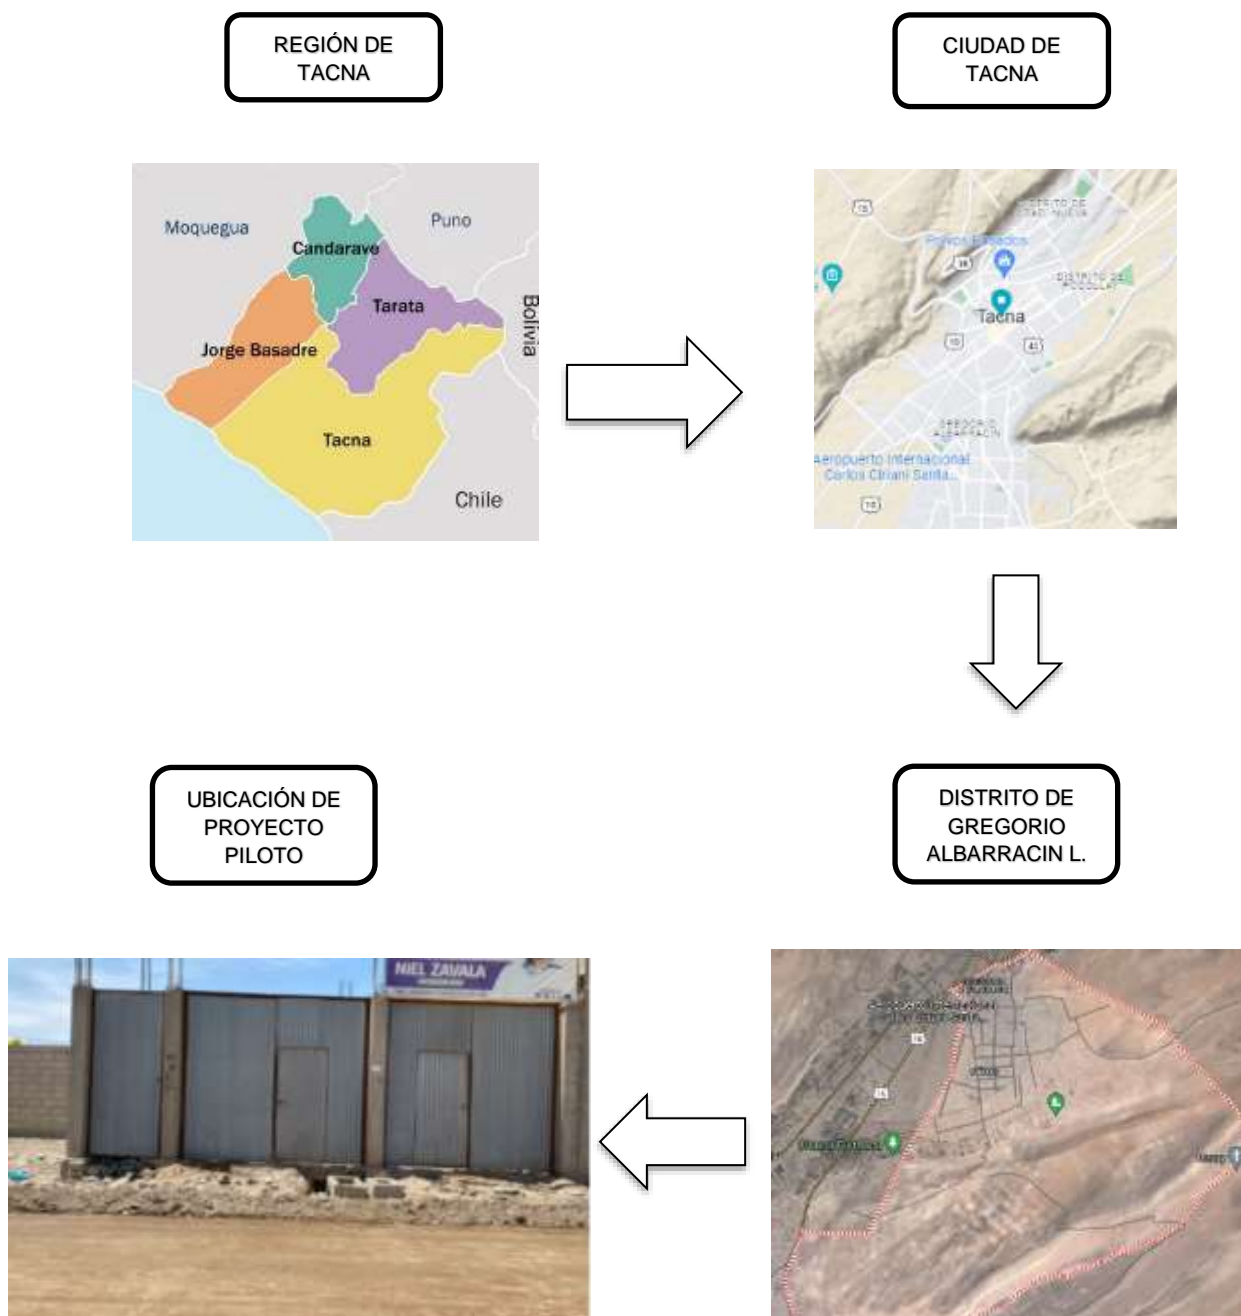 REGIÓN DE
TACNA
CIUDAD DE
TACNA
Moquegua
Puno
Candarave
Tarata
Bolivia
Jorge Basadre
Tacna
Chile
Tacna
GREGORIO
ALBARRACIN
Aeropuerto Internacional
Carlos Ciriani Santa...
UBICACIÓN DE
PROYECTO
PILOTO
DISTRITO DE
GREGORIO
ALBARRACIN L.
NIEL ZAVALA